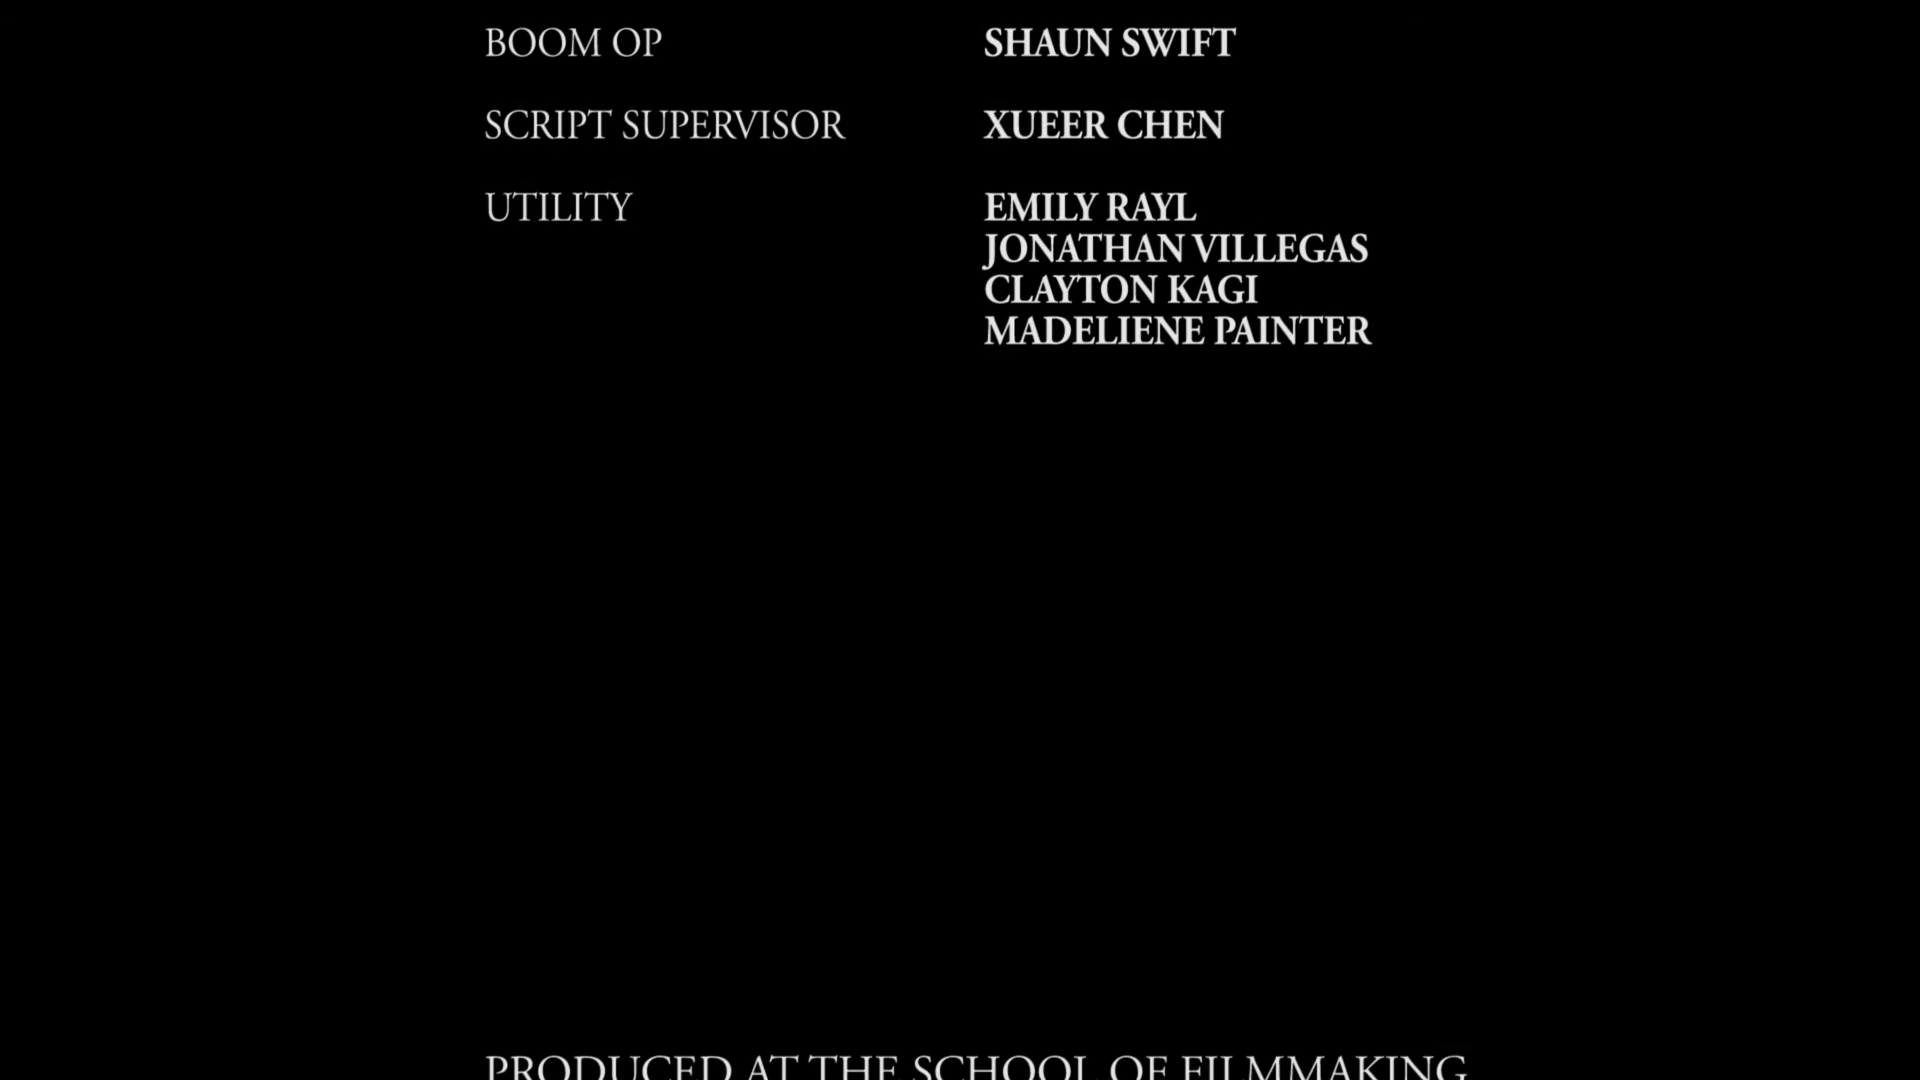 BOOM OP SHAUN SWIFT
SCRIPT SUPERVISOR XUEER CHEN
UTILITY EMILY RAYL
JONATHAN VILLEGAS
CLAYTON KAGI
MADELIENE PAINTER
PRODUCED AT THE SCHOOL OF FILMMAKING